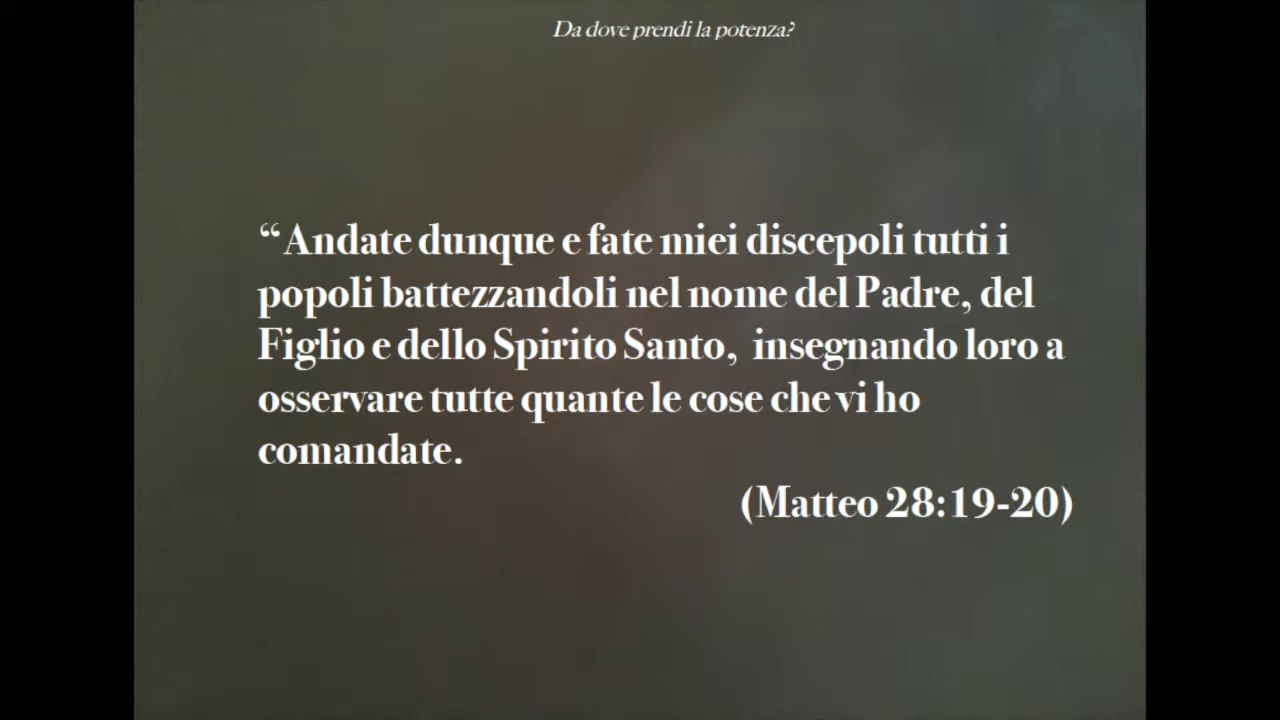 Da dove prendi la potenza?
“Andate dunque e fate miei discepoli tutti i
popoli battezzandoli nel nome del Padre, del
Figlio e dello Spirito Santo, insegnando loro a
osservare tutte quante le cose che vi ho
comandate.
(Matteo 28:19-20)